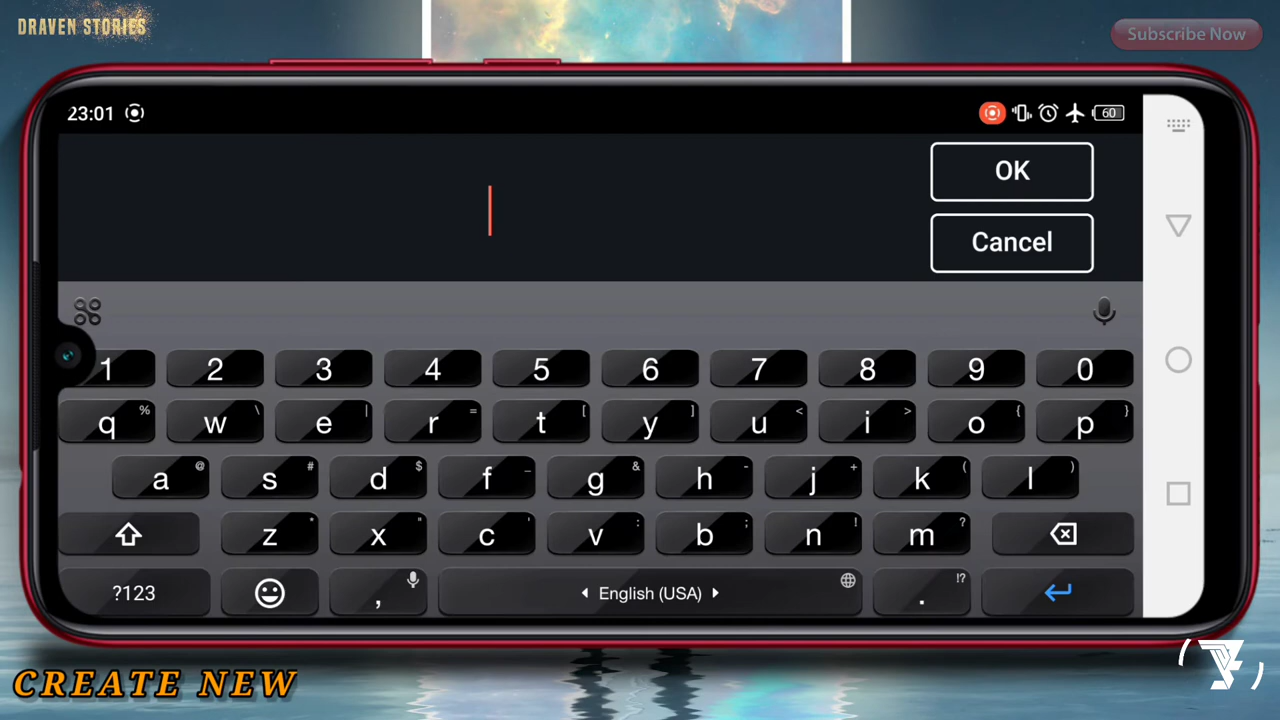 DRAVEN STORIES
Subscribe Now
23:01
60
OK
Cancel
1 2 3 4 5 6 7 8 9 0
q % w \ e | r = t [ y ] u < i > o { p }
a @ s # d $ f _ g & h - j + k ( l )
z * x " c ' v : b ; n ! m ?
?123 , English (USA) . !?
CREATE NEW